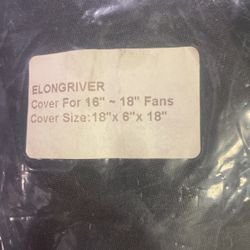 ELONGRIVER
Cover For 16" ~ 18" Fans
Cover Size:18"x 6"x 18"